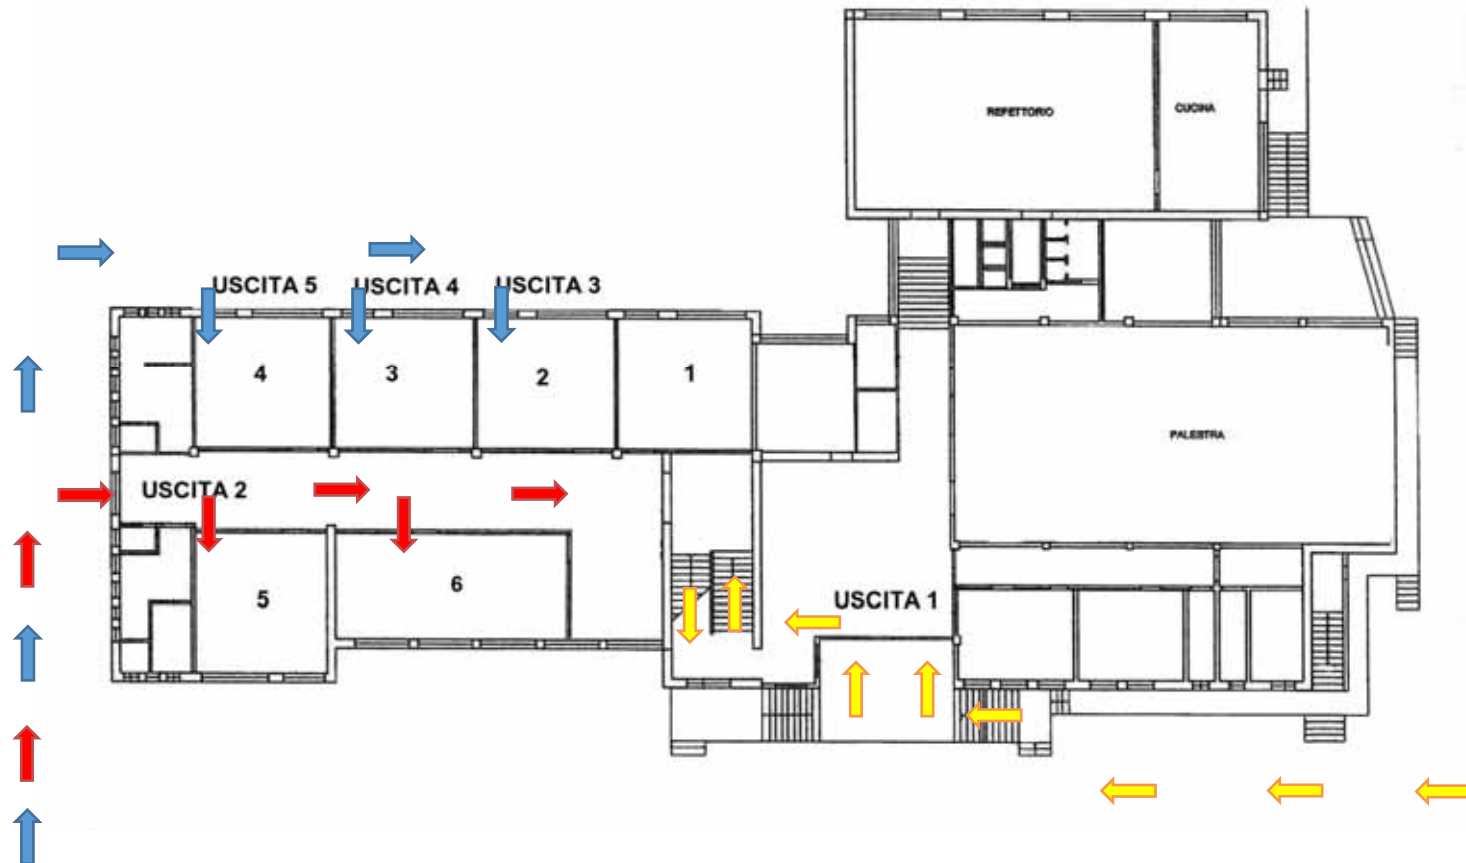 REFETTORIO
CUCINA
USCITA 5
USCITA 4
USCITA 3
4
3
2
1
PALESTRA
USCITA 2
5
6
USCITA 1